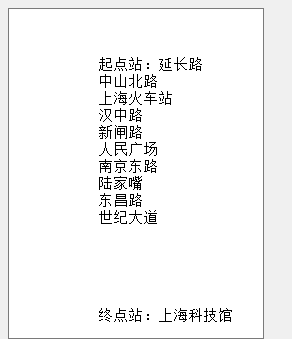 起点站：延长路
中山北路
上海火车站
汉中路
新闸路
人民广场
南京东路
陆家嘴
东昌路
世纪大道
终点站：上海科技馆